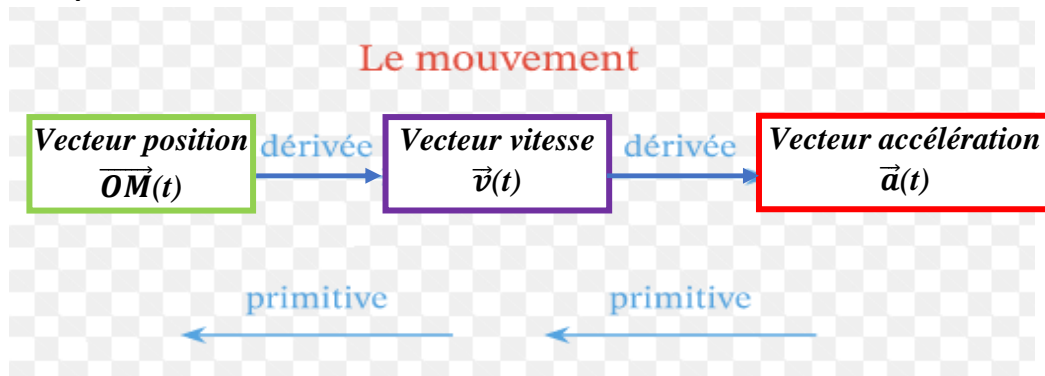 Le mouvement
Vecteur position
dérivée
Vecteur vitesse
dérivée
Vecteur accélération
OM⃗(t)
v⃗(t)
a⃗(t)
primitive
primitive